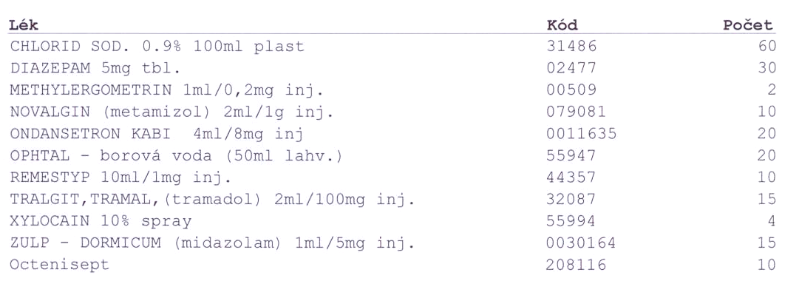 Lék Kód Počet
CHLORID SOD. 0.9% 100ml plast 31486 60
DIAZEPAM 5mg tbl. 02477 30
METHYLERGOMETRIN 1ml/0,2mg inj. 00509 2
NOVALGIN (metamizol) 2ml/1g inj. 079081 10
ONDANSETRON KABI  4ml/8mg inj 0011635 20
OPHTAL - borová voda (50ml lahv.) 55947 20
REMESTYP 10ml/1mg inj. 44357 10
TRALGIT,TRAMAL,(tramadol) 2ml/100mg inj. 32087 15
XYLOCAIN 10% spray 55994 4
ZULP - DORMICUM (midazolam) 1ml/5mg inj. 0030164 15
Octenisept 208116 10